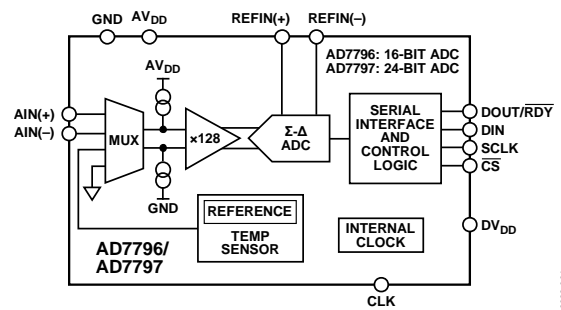 GND AVDD REFIN(+) REFIN(–)
AD7796: 16-BIT ADC
AD7797: 24-BIT ADC
AVDD
AIN(+)
AIN(–)
MUX
×128
Σ-Δ
ADC
SERIAL
INTERFACE
AND
CONTROL
LOGIC
DOUT/RDY
DIN
SCLK
CS
GND
REFERENCE
TEMP
SENSOR
INTERNAL
CLOCK
DVDD
AD7796/
AD7797
CLK